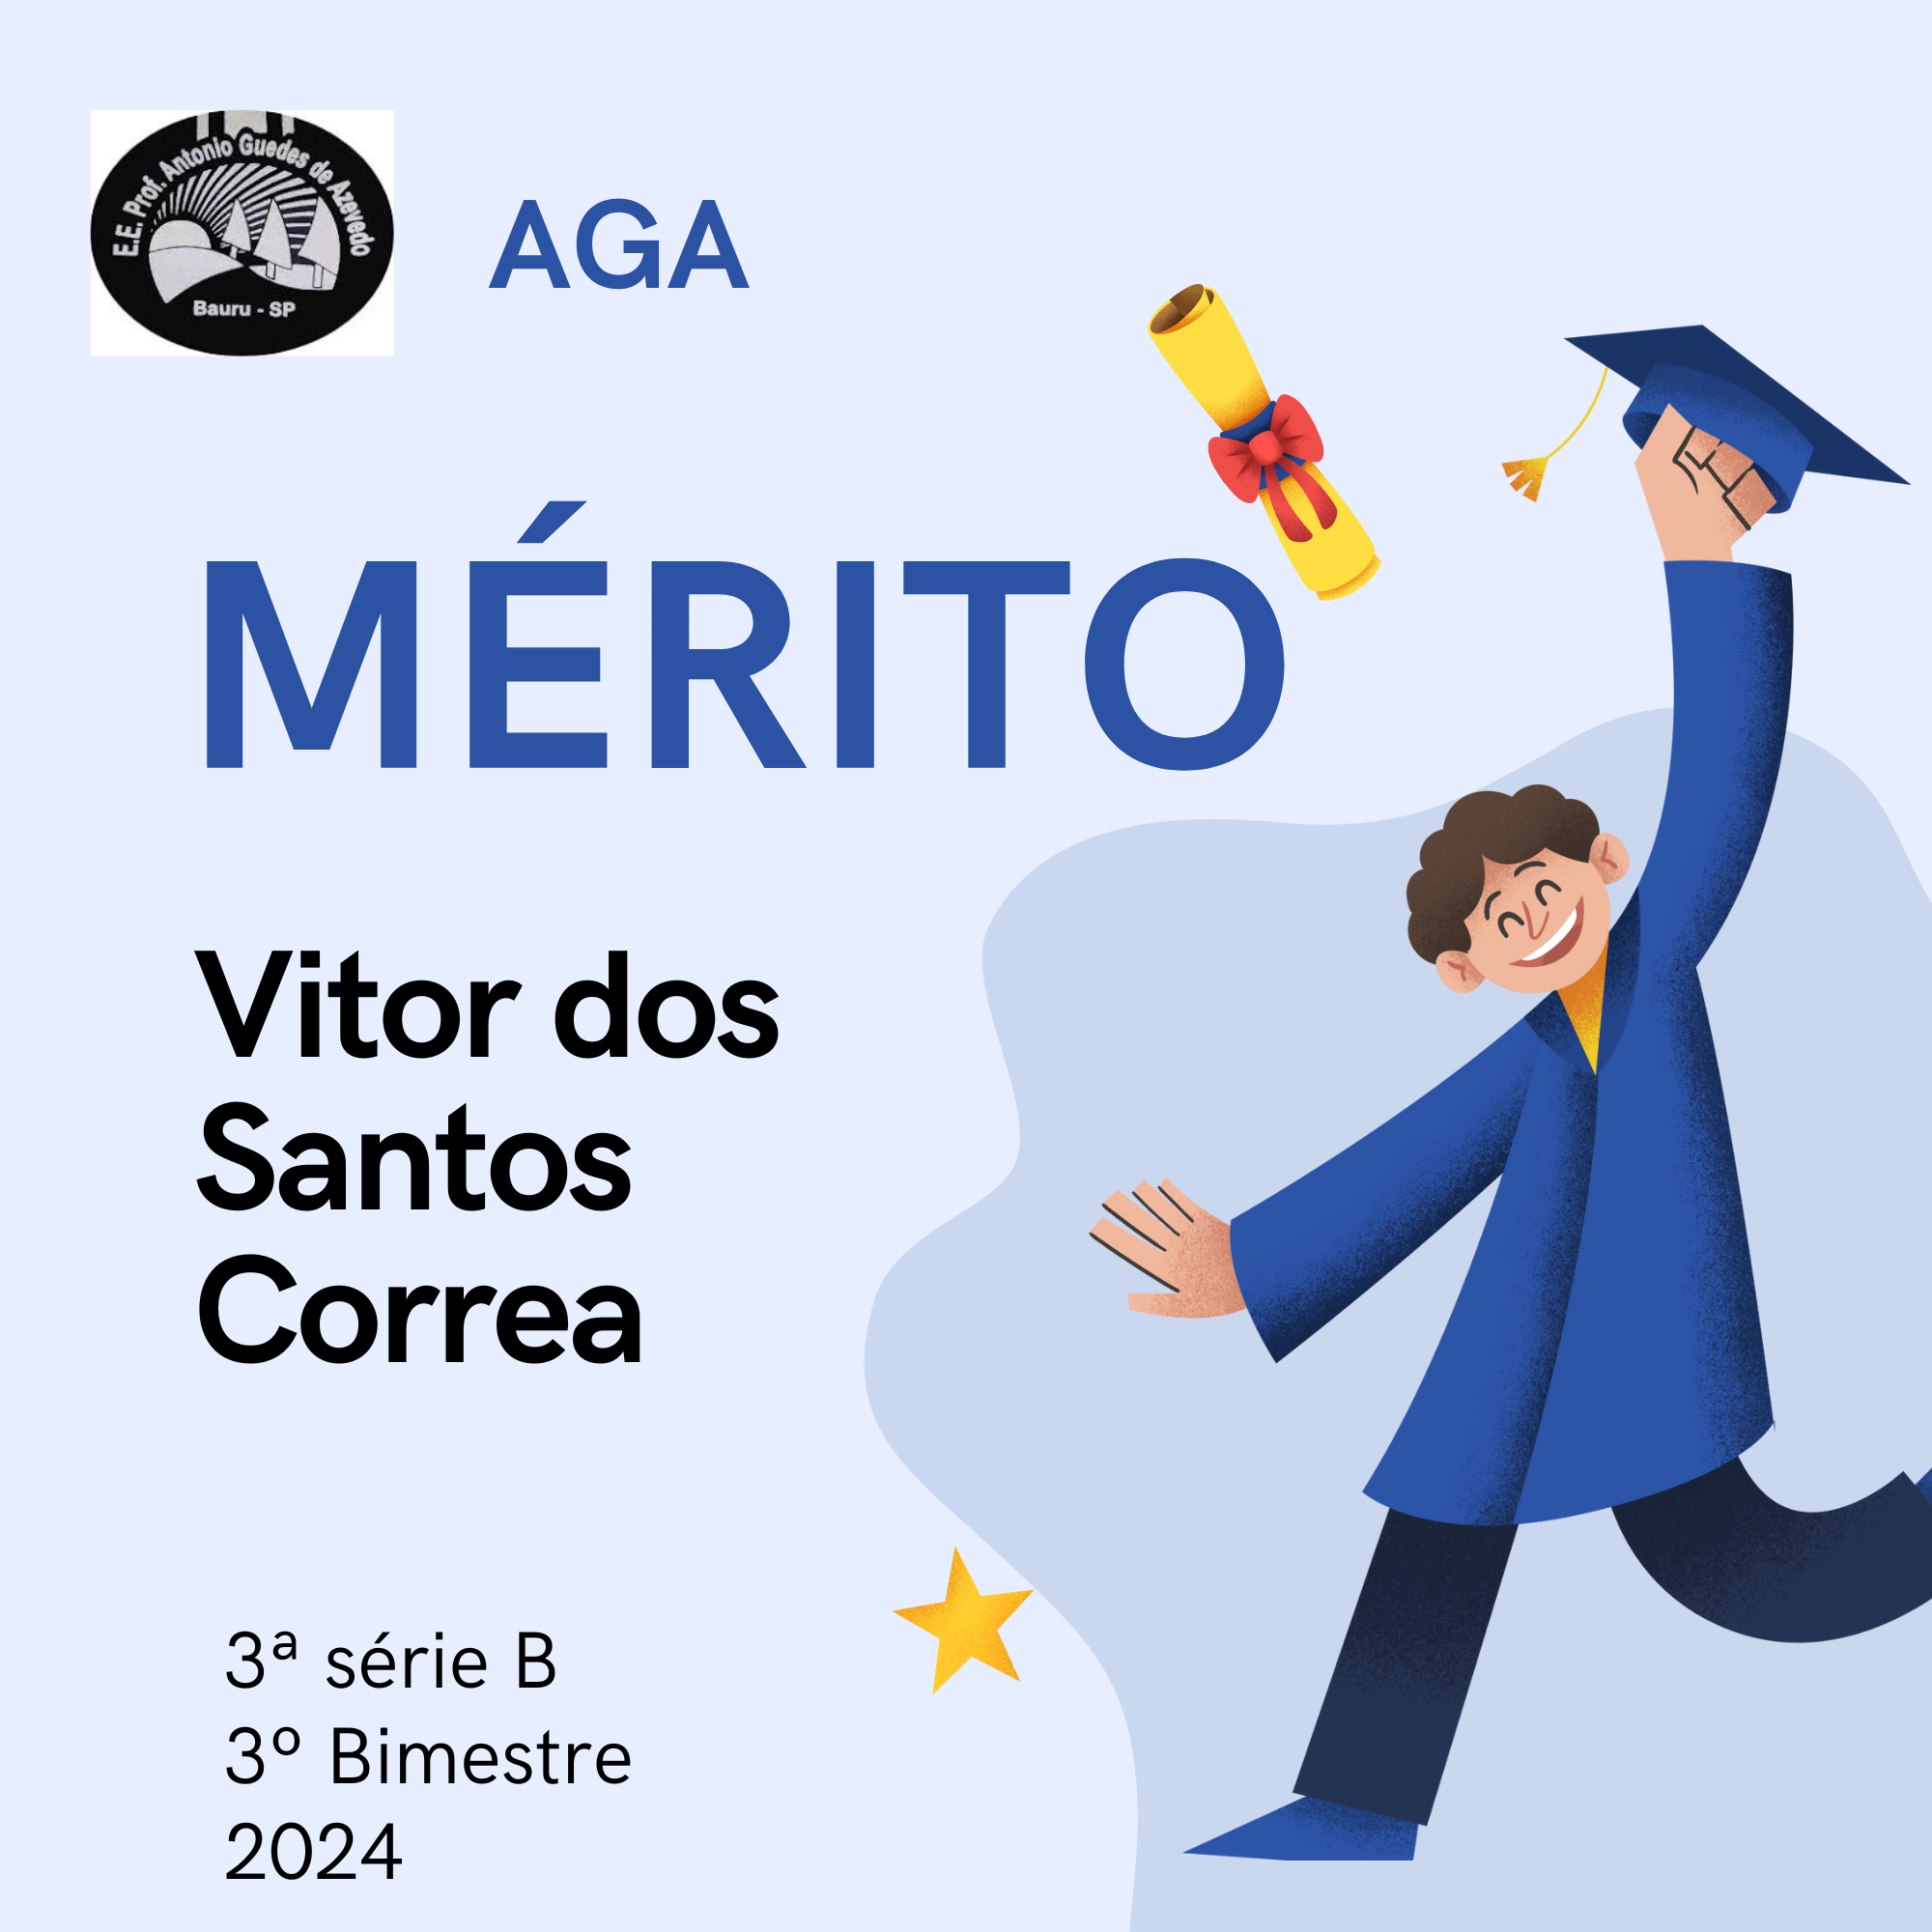 E.E. Prof. Antonio Guedes de Azevedo
Bauru - SP
AGA
MÉRITO
Vitor dos
Santos
Correa
3ª série B
3º Bimestre
2024